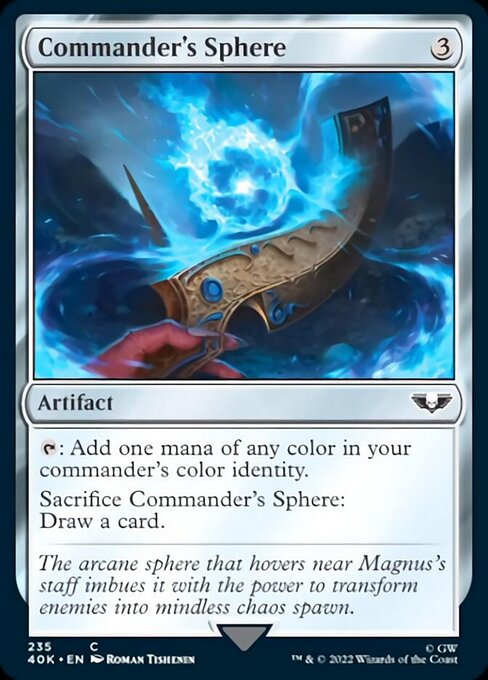 Commander's Sphere 3
Artifact
: Add one mana of any color in your
commander's color identity.
Sacrifice Commander's Sphere:
Draw a card.
The arcane sphere that hovers near Magnus's
staff imbues it with the power to transform
enemies into mindless chaos spawn.
235 C
40K • EN Roman Tishenin
© GW
™ & © 2022 Wizards of the Coast